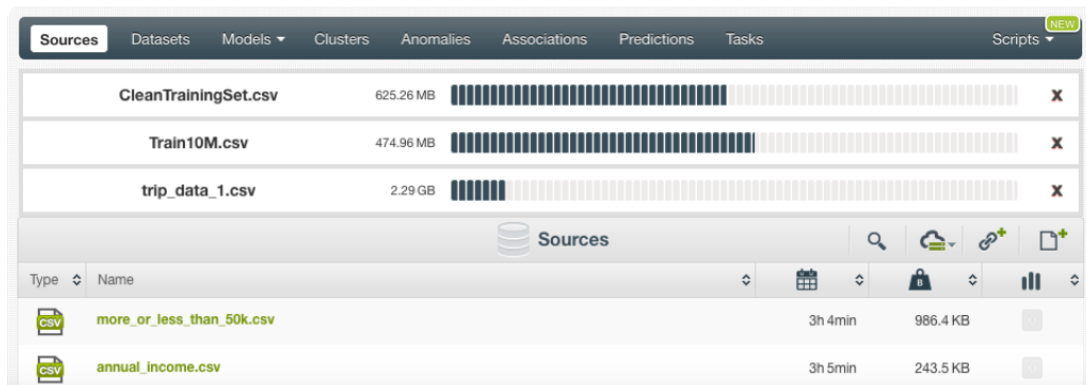 NEW
Sources Datasets Models Clusters Anomalies Associations Predictions Tasks Scripts
CleanTrainingSet.csv 625.26 MB x
Train10M.csv 474.96 MB x
trip_data_1.csv 2.29 GB x
Sources
Type Name B
CSV more_or_less_than_50k.csv 3h 4min 986.4 KB
CSV annual_income.csv 3h 5min 243.5 KB